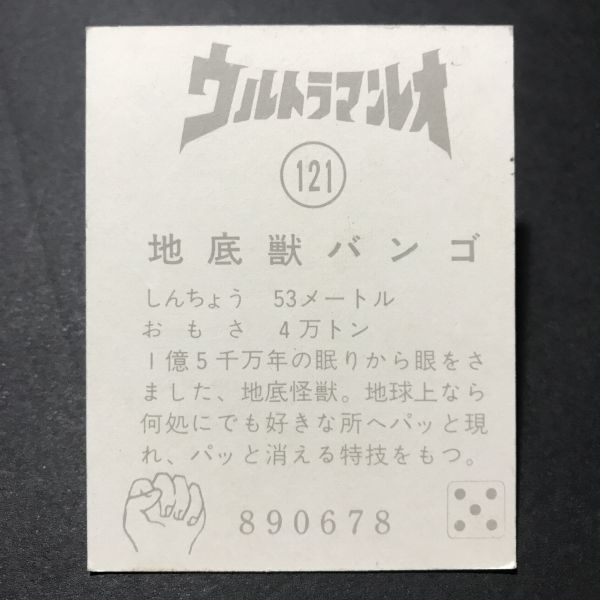 ウルトラマンレオ
121
地底獣バンゴ
しんちょう 53メートル
おもさ 4万トン
1億5千万年の眠りから眼をさ
ました、地底怪獣。地球上なら
何処にでも好きな所へパッと現
れ、パッと消える特技をもつ。
890678